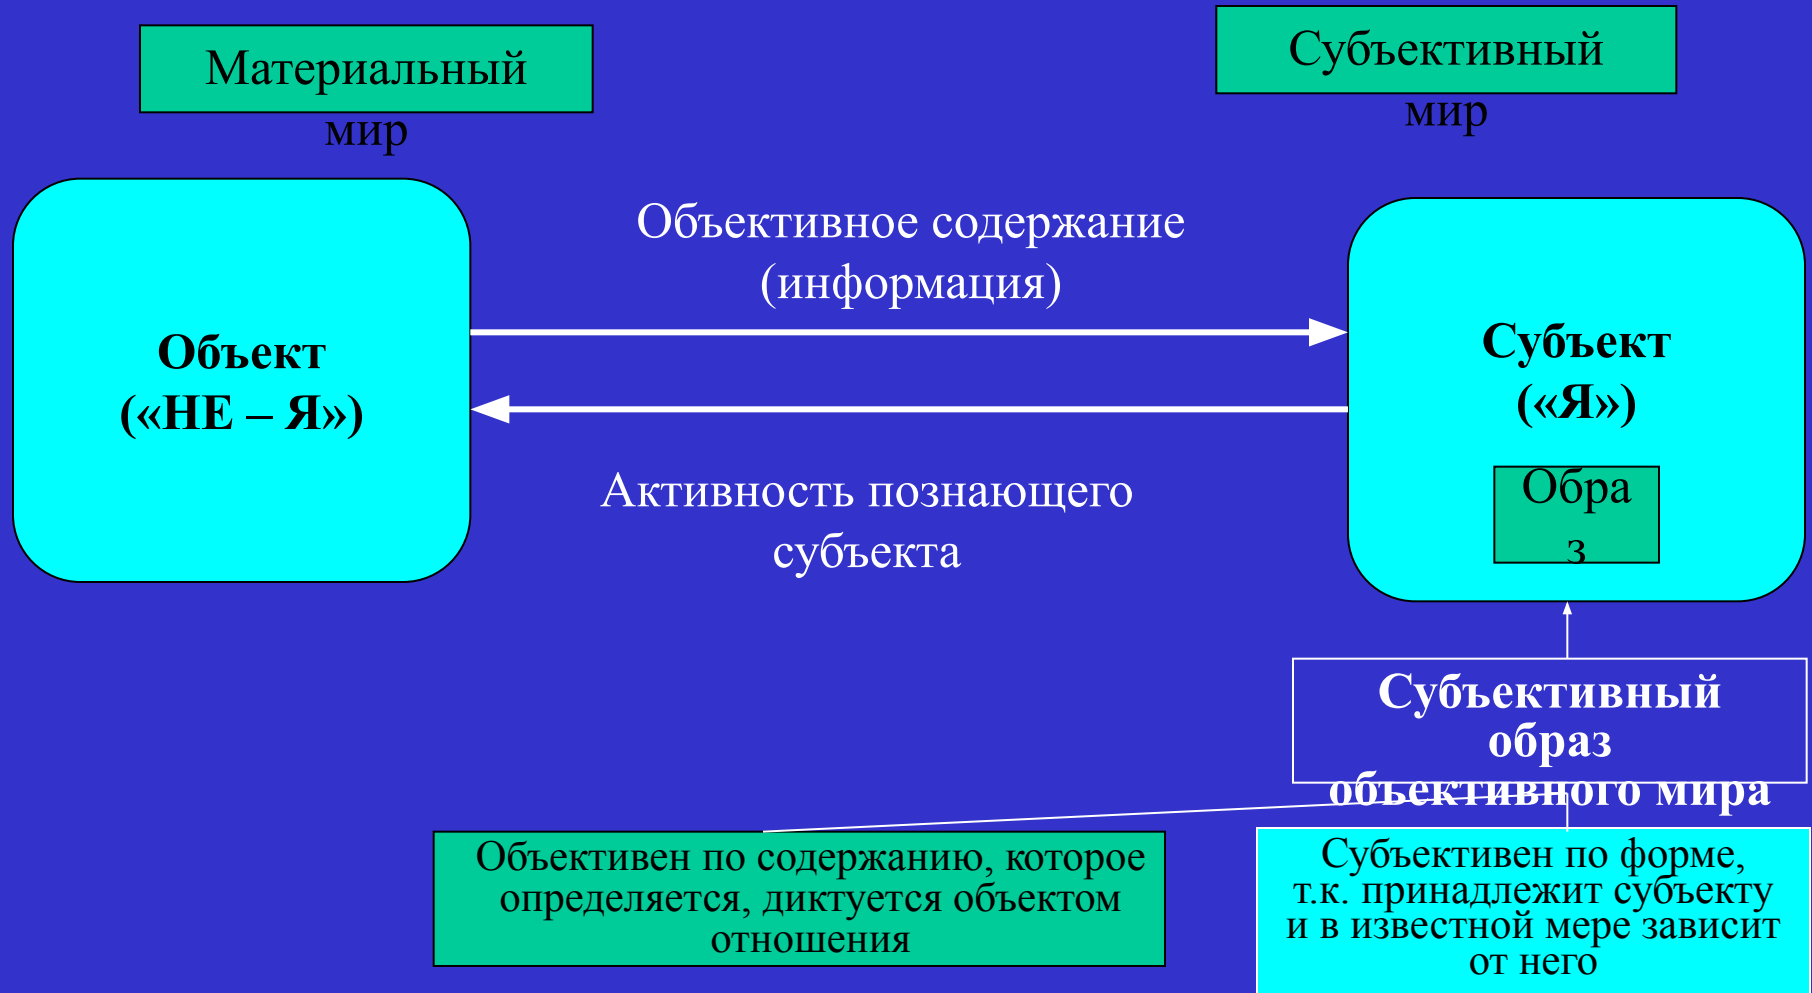 Материальный
мир
Субъективный
мир
Объективное содержание
(информация)
Объект
(«НЕ – Я»)
Субъект
(«Я»)
Обра
з
Активность познающего
субъекта
Субъективный
образ
объективного мира
Объективен по содержанию, которое
определяется, диктуется объектом
отношения
Субъективен по форме,
т.к. принадлежит субъекту
и в известной мере зависит
от него